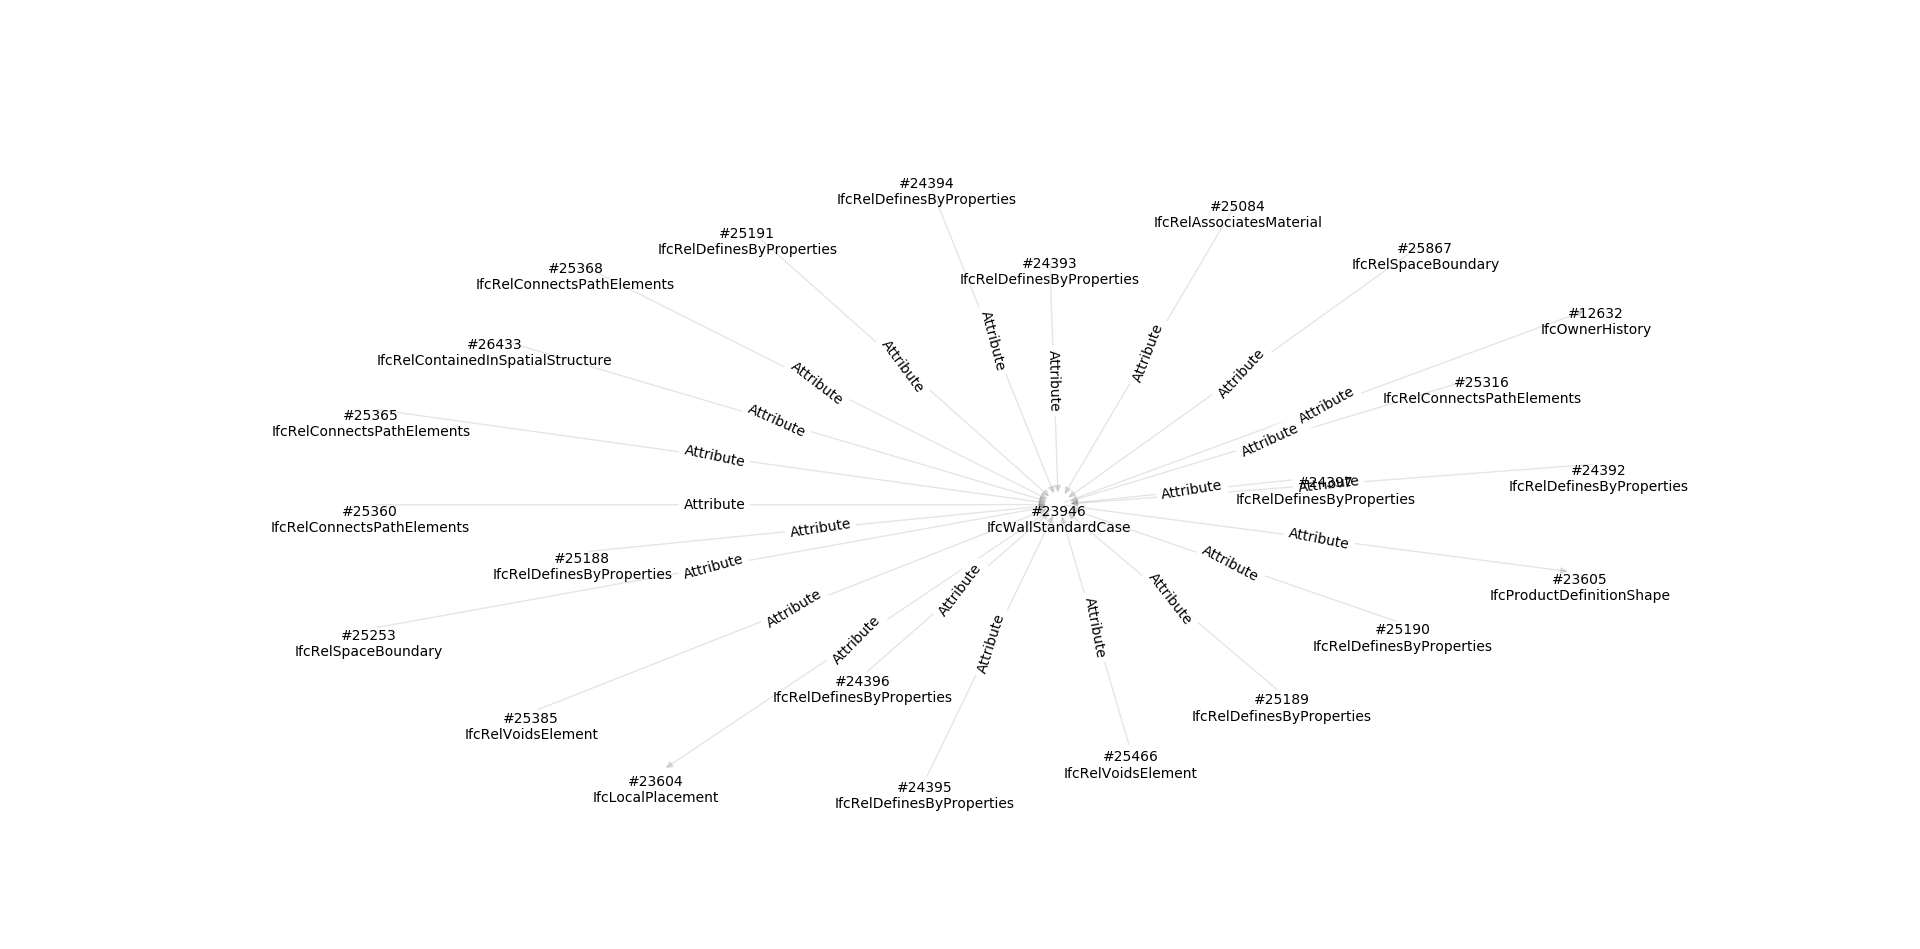 #24394
IfcRelDefinesByProperties
#25084
IfcRelAssociatesMaterial
#25191
IfcRelDefinesByProperties
#25867
IfcRelSpaceBoundary
#24393
IfcRelDefinesByProperties
#25368
IfcRelConnectsPathElements
#12632
IfcOwnerHistory
#26433
IfcRelContainedInSpatialStructure
#25316
IfcRelConnectsPathElements
#25365
IfcRelConnectsPathElements
Attribute
Attribute
Attribute
Attribute
Attribute
Attribute
Attribute
Attribute
Attribute
Attribute
Attribute
#24392
IfcRelDefinesByProperties
#24397
IfcRelDefinesByProperties
Attribute
Attribute
Attribute
#25360
IfcRelConnectsPathElements
#23946
IfcWallStandardCase
Attribute
Attribute
#25188
IfcRelDefinesByProperties
Attribute
Attribute
#23605
IfcProductDefinitionShape
Attribute
Attribute
Attribute
#25253
IfcRelSpaceBoundary
Attribute
Attribute
Attribute
#25190
IfcRelDefinesByProperties
#24396
IfcRelDefinesByProperties
#25189
IfcRelDefinesByProperties
#25385
IfcRelVoidsElement
#25466
IfcRelVoidsElement
#23604
IfcLocalPlacement
#24395
IfcRelDefinesByProperties